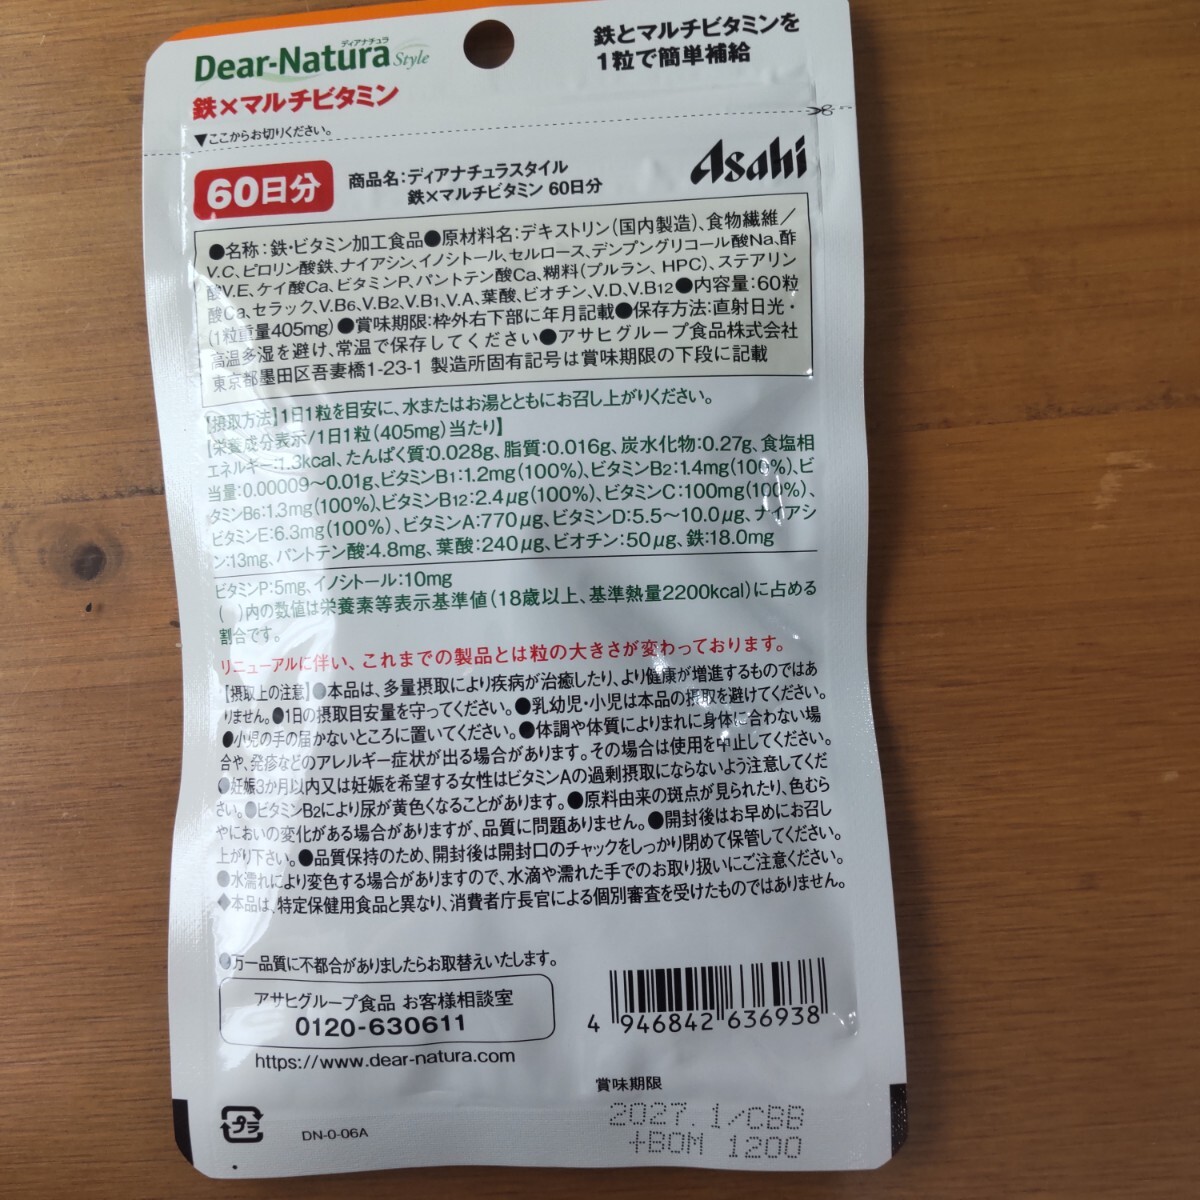 ディアナチュラ
Dear-Natura Style
鉄×マルチビタミン
鉄とマルチビタミンを
1粒で簡単補給
▼ここからお切りください。
60日分
商品名:ディアナチュラスタイル
鉄×マルチビタミン 60日分
Asahi
●名称:鉄・ビタミン加工食品●原材料名:デキストリン(国内製造)、食物繊維/
V.C、ピロリン酸鉄、ナイアシン、イノシトール、セルロース、デンプングリコール酸Na、酢
酸V.E、ケイ酸Ca、ビタミンP、パントテン酸Ca、糊料(プルラン、HPC)、ステアリン
酸Ca、セラック、V.B6、V.B2、V.B1、V.A、葉酸、ビオチン、V.D、V.B12●内容量:60粒
(1粒重量405mg)●賞味期限:枠外右下部に年月記載●保存方法:直射日光・
高温多湿を避け、常温で保存してください●アサヒグループ食品株式会社
東京都墨田区吾妻橋1-23-1 製造所固有記号は賞味期限の下段に記載
【摂取方法】1日1粒を目安に、水またはお湯とともにお召し上がりください。
【栄養成分表示/1日1粒(405mg)当たり】
エネルギー:1.3kcal、たんぱく質:0.028g、脂質:0.016g、炭水化物:0.27g、食塩相
当量:0.00009〜0.01g、ビタミンB1:1.2mg(100%)、ビタミンB2:1.4mg(100%)、ビ
タミンB6:1.3mg(100%)、ビタミンB12:2.4μg(100%)、ビタミンC:100mg(100%)、
ビタミンE:6.3mg(100%)、ビタミンA:770μg、ビタミンD:5.5〜10.0μg、ナイアシ
ン:13mg、パントテン酸:4.8mg、葉酸:240μg、ビオチン:50μg、鉄:18.0mg
ビタミンP:5mg、イノシトール:10mg
( )内の数値は栄養素等表示基準値(18歳以上、基準熱量2200kcal)に占める
割合です。
リニューアルに伴い、これまでの製品とは粒の大きさが変わっております。
【摂取上の注意】●本品は、多量摂取により疾病が治癒したり、より健康が増進するものではあ
りません。●1日の摂取目安量を守ってください。●乳幼児・小児は本品の摂取を避けてください。
●小児の手の届かないところに置いてください。●体調や体質によりまれに身体に合わない場
合や、発疹などのアレルギー症状が出る場合があります。その場合は使用を中止してください。
●妊娠3か月以内又は妊娠を希望する女性はビタミンAの過剰摂取にならないよう注意してくだ
さい。●ビタミンB2により尿が黄色くなることがあります。●原料由来の斑点が見られたり、色むら
やにおいの変化がある場合がありますが、品質に問題ありません。●開封後はお早めにお召し
上がり下さい。●品質保持のため、開封後は開封口のチャックをしっかり閉めて保管してください。
●水濡れにより変色する場合がありますので、水滴や濡れた手でのお取り扱いにご注意ください。
◆本品は、特定保健用食品と異なり、消費者庁長官による個別審査を受けたものではありません。
●万一品質に不都合がありましたらお取替えいたします。
アサヒグループ食品 お客様相談室
0120-630611
https://www.dear-natura.com
4 946842 636938
賞味期限
2027.1/CBB
+BOM 1200
プラ
DN-0-06A